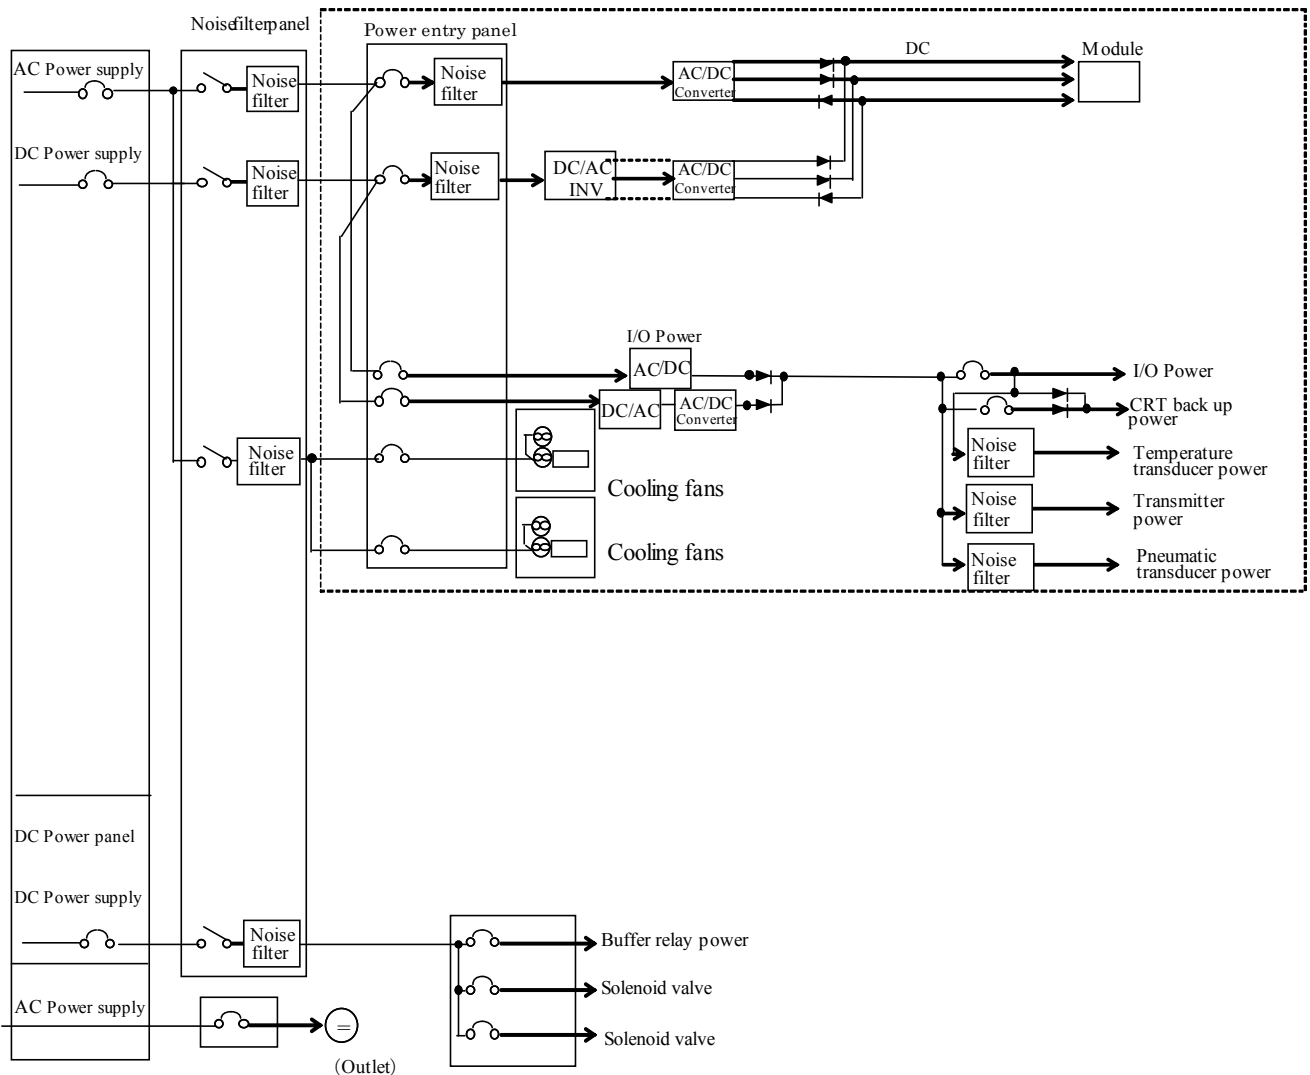 Noisefilterpanel
Power entry panel
AC Power supply
Noise
filter
Noise
filter
AC/DC
Converter
DC
Module
DC Power supply
Noise
filter
Noise
filter
DC/AC
INV
AC/DC
Converter
I/O Power
AC/DC
DC/AC
AC/DC
Converter
I/O Power
CRT back up
power
Noise
filter
Cooling fans
Cooling fans
Noise
filter
Temperature
transducer power
Noise
filter
Transmitter
power
Noise
filter
Pneumatic
transducer power
DC Power panel
DC Power supply
Noise
filter
Buffer relay power
Solenoid valve
Solenoid valve
AC Power supply
=
(Outlet)